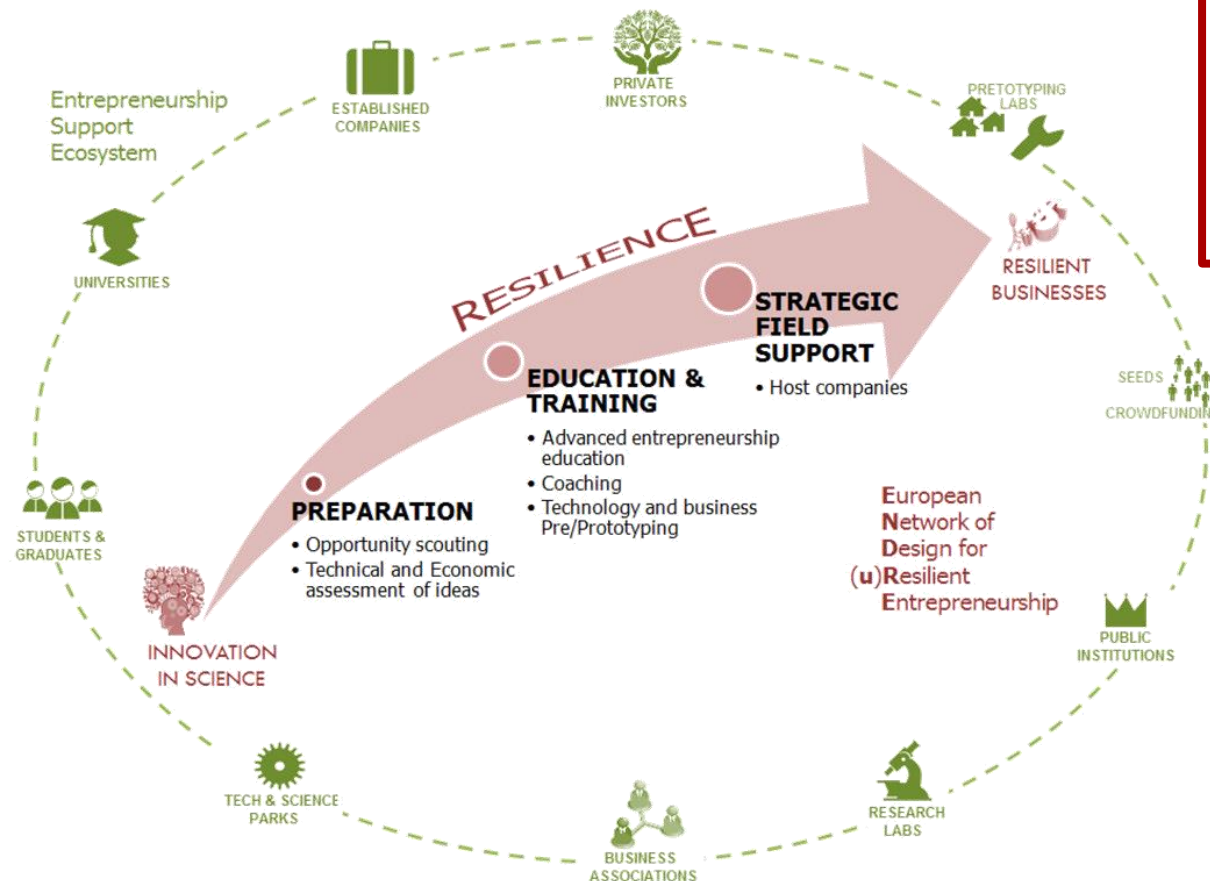 PRIVATE
INVESTORS
ESTABLISHED
COMPANIES
PRETOTYPING
LABS
Entrepreneurship
Support
Ecosystem
UNIVERSITIES
RESILIENCE
RESILIENT
BUSINESSES
STRATEGIC
FIELD
SUPPORT
• Host companies
EDUCATION &
TRAINING
• Advanced entrepreneurship
education
• Coaching
• Technology and business
Pre/Prototyping
SEEDS
CROWDFUNDIN
PREPARATION
• Opportunity scouting
• Technical and Economic
assessment of ideas
European
Network of
Design for
(u)Resilient
Entrepreneurship
STUDENTS &
GRADUATES
INNOVATION
IN SCIENCE
PUBLIC
INSTITUTIONS
TECH & SCIENCE
PARKS
RESEARCH
LABS
BUSINESS
ASSOCIATIONS